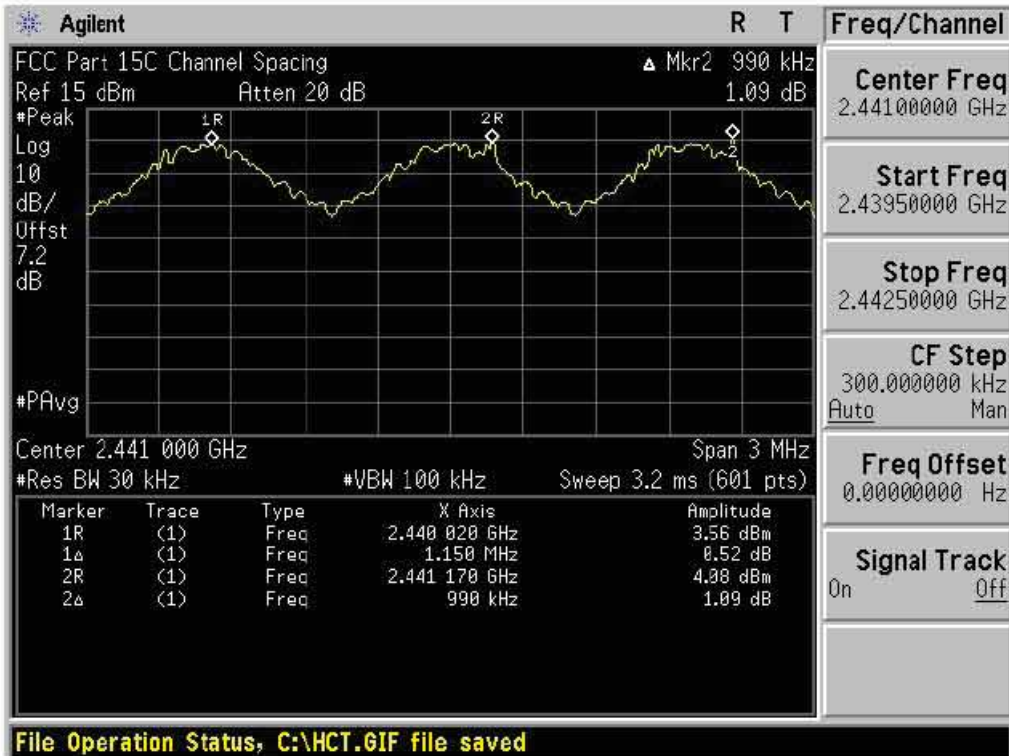 Agilent R T
FCC Part 15C Channel Spacing Δ Mkr2 990 kHz
Ref 15 dBm Atten 20 dB 1.09 dB
#Peak
Log
10
dB/
Offst
7.2
dB
#PAvg
1R 2R
2
Center 2.441 000 GHz Span 3 MHz
#Res BW 30 kHz #VBW 100 kHz Sweep 3.2 ms (601 pts)
Marker Trace Type X Axis Amplitude
1R (1) Freq 2.440 020 GHz 3.56 dBm
1Δ (1) Freq 1.150 MHz 0.52 dB
2R (1) Freq 2.441 170 GHz 4.08 dBm
2Δ (1) Freq 990 kHz 1.09 dB
File Operation Status, C:\HCT.GIF file saved
Freq/Channel
Center Freq
2.44100000 GHz
Start Freq
2.43950000 GHz
Stop Freq
2.44250000 GHz
CF Step
300.000000 kHz
Auto Man
Freq Offset
0.00000000 Hz
Signal Track
On Off